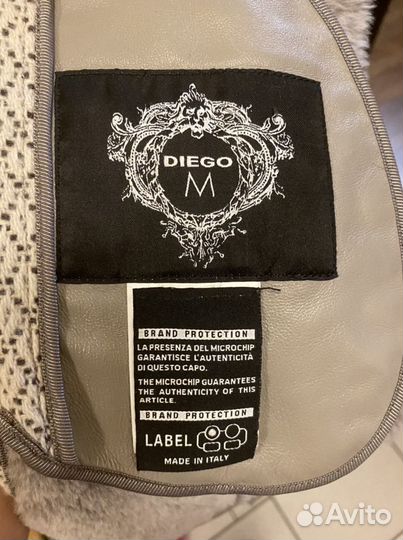 DIEGO
M
BRAND PROTECTION
LA PRESENZA DEL MICROCHIP
GARANTISCE L'AUTENTICITÀ
DI QUESTO CAPO.
THE MICROCHIP GUARANTEES
THE AUTHENTICITY OF THIS
ARTICLE.
BRAND PROTECTION
LABEL
MADE IN ITALY
Avito